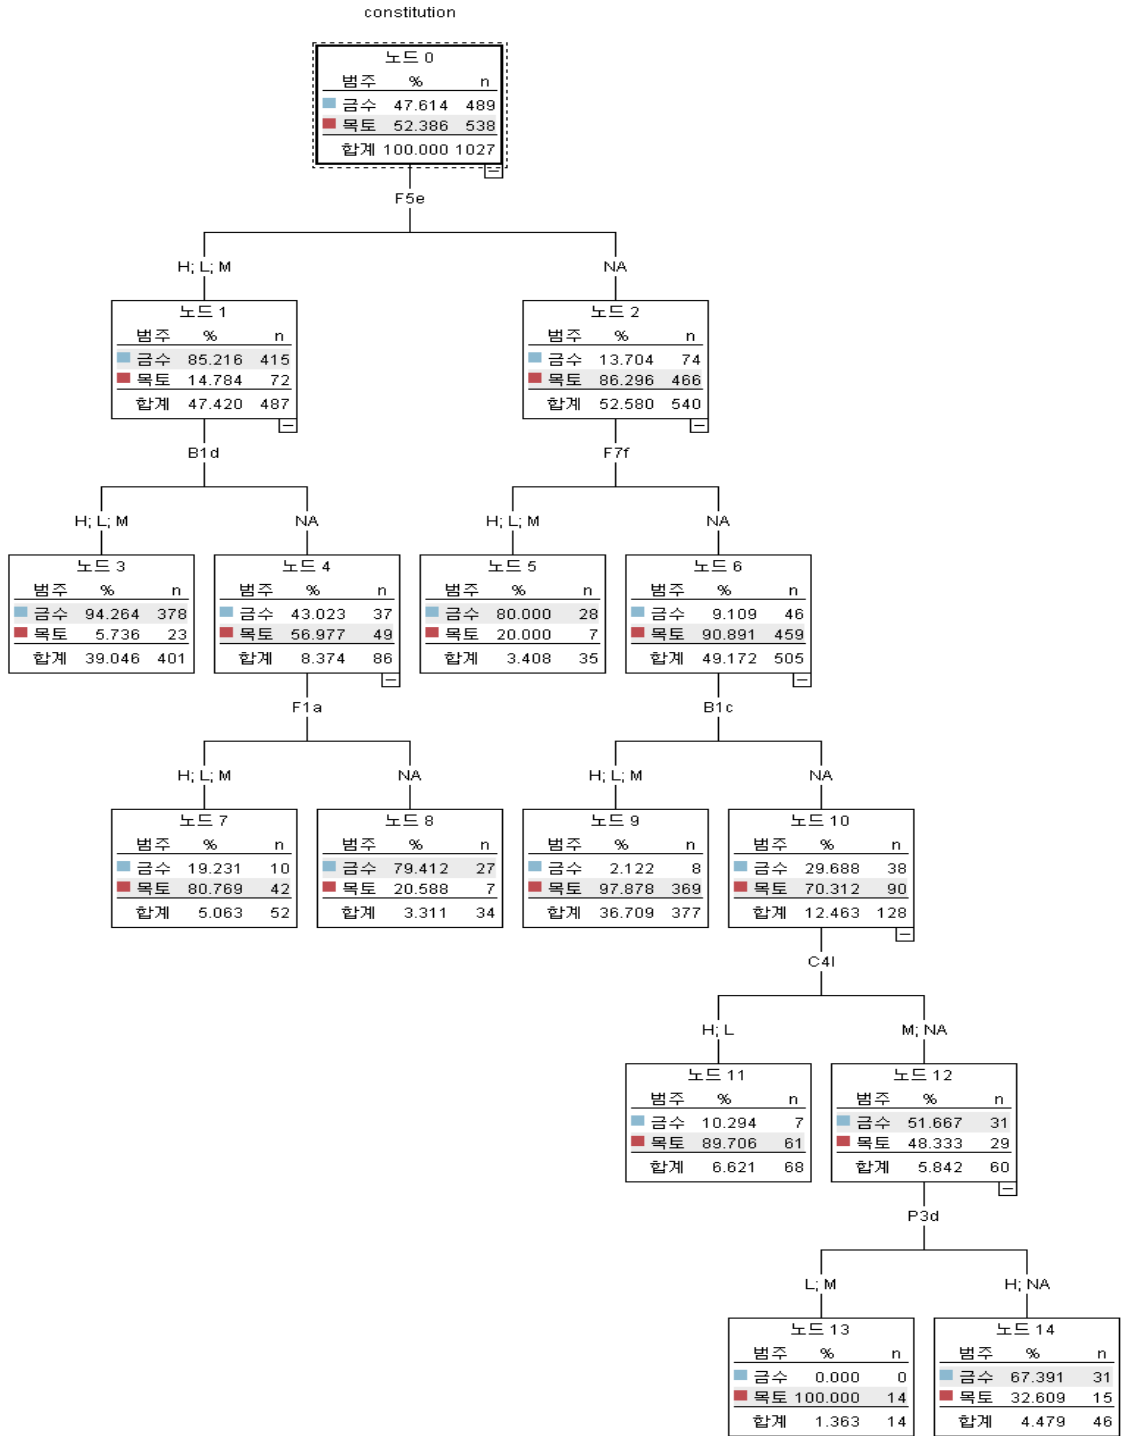 constitution
노드 0
범주 % n
금수 47.614 489
목토 52.386 538
합계 100.000 1027
F5e
H; L; M
NA
노드 1
범주 % n
금수 85.216 415
목토 14.784 72
합계 47.420 487
노드 2
범주 % n
금수 13.704 74
목토 86.296 466
합계 52.580 540
B1d
F7f
H; L; M
NA
H; L; M
NA
노드 3
범주 % n
금수 94.264 378
목토 5.736 23
합계 39.046 401
노드 4
범주 % n
금수 43.023 37
목토 56.977 49
합계 8.374 86
노드 5
범주 % n
금수 80.000 28
목토 20.000 7
합계 3.408 35
노드 6
범주 % n
금수 9.109 46
목토 90.891 459
합계 49.172 505
F1a
B1c
H; L; M
NA
H; L; M
NA
노드 7
범주 % n
금수 19.231 10
목토 80.769 42
합계 5.063 52
노드 8
범주 % n
금수 79.412 27
목토 20.588 7
합계 3.311 34
노드 9
범주 % n
금수 2.122 8
목토 97.878 369
합계 36.709 377
노드 10
범주 % n
금수 29.688 38
목토 70.312 90
합계 12.463 128
C4l
H; L
M; NA
노드 11
범주 % n
금수 10.294 7
목토 89.706 61
합계 6.621 68
노드 12
범주 % n
금수 51.667 31
목토 48.333 29
합계 5.842 60
P3d
L; M
H; NA
노드 13
범주 % n
금수 0.000 0
목토 100.000 14
합계 1.363 14
노드 14
범주 % n
금수 67.391 31
목토 32.609 15
합계 4.479 46